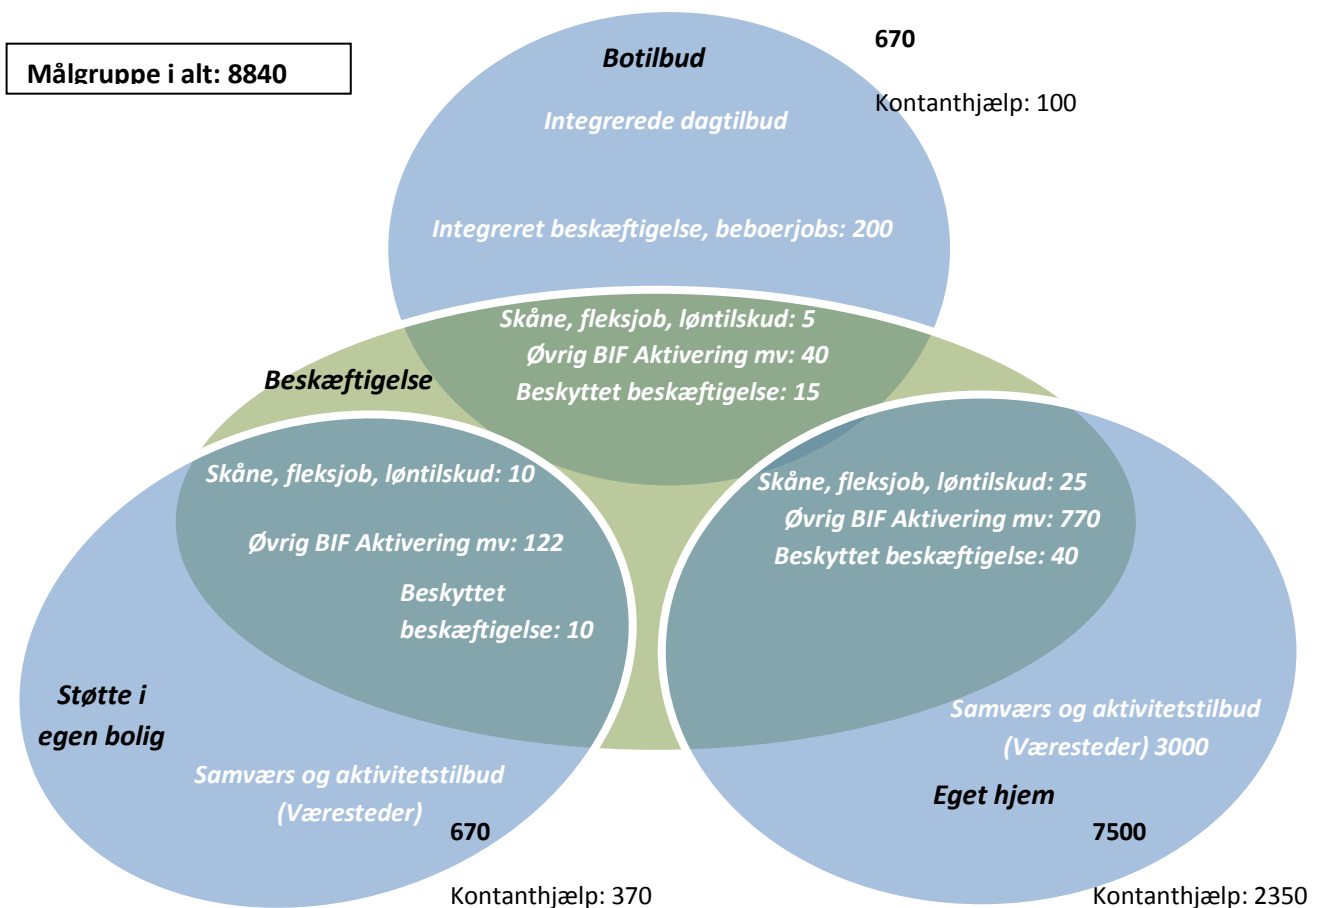 Målgruppe i alt: 8840
Botilbud
670
Kontanthjælp: 100
Integrerede dagtilbud
Integreret beskæftigelse, beboerjobs: 200
Skåne, fleksjob, løntilskud: 5
Øvrig BIF Aktivering mv: 40
Beskyttet beskæftigelse: 15
Beskæftigelse
Skåne, fleksjob, løntilskud: 10
Øvrig BIF Aktivering mv: 122
Beskyttet
beskæftigelse: 10
Skåne, fleksjob, løntilskud: 25
Øvrig BIF Aktivering mv: 770
Beskyttet beskæftigelse: 40
Støtte i
egen bolig
Samværs og aktivitetstilbud
(Væresteder)
670
Kontanthjælp: 370
Samværs og aktivitetstilbud
(Væresteder) 3000
Eget hjem
7500
Kontanthjælp: 2350